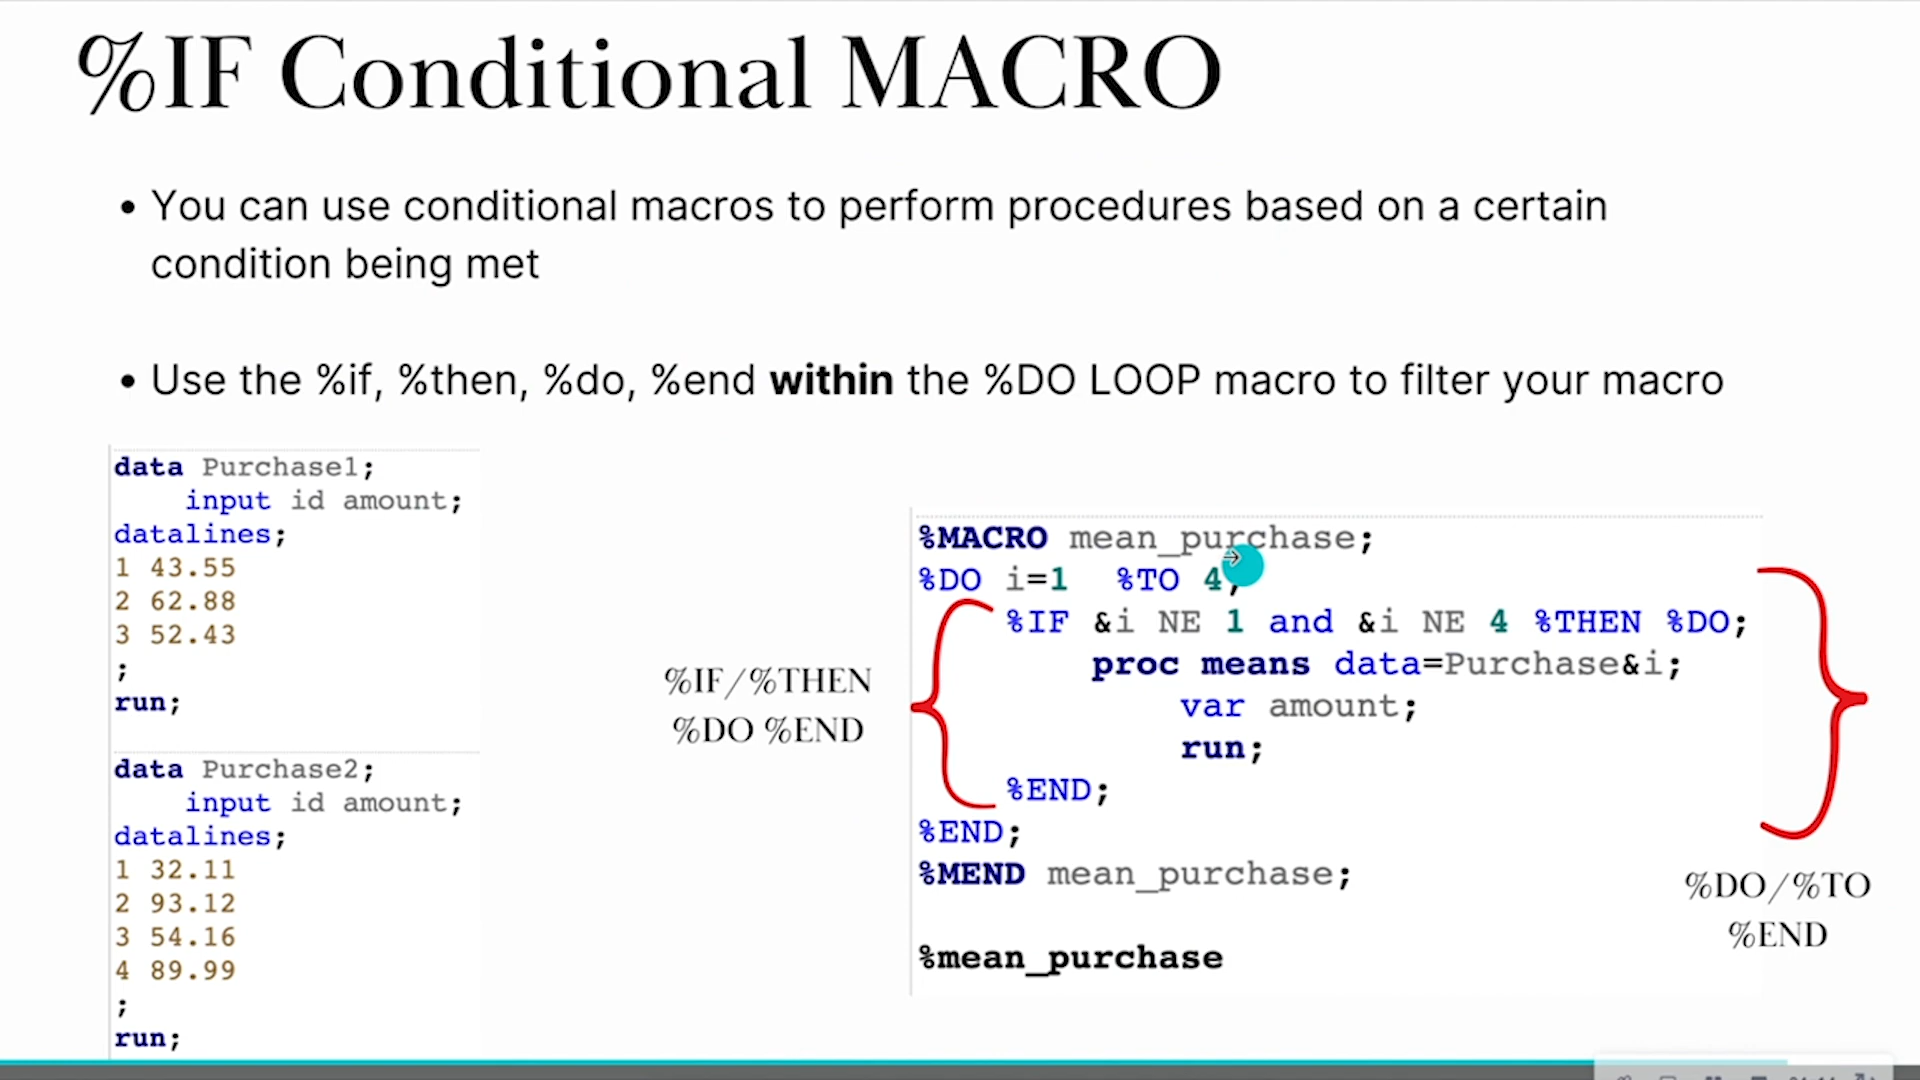 %IF Conditional MACRO
• You can use conditional macros to perform procedures based on a certain
condition being met
• Use the %if, %then, %do, %end within the %DO LOOP macro to filter your macro
data Purchase1;
input id amount;
datalines;
1 43.55
2 62.88
3 52.43
;
run;
data Purchase2;
input id amount;
datalines;
1 32.11
2 93.12
3 54.16
4 89.99
;
run;
%IF/%THEN
%DO %END
%MACRO mean_purchase;
%DO i=1 %TO 4;
%IF &i NE 1 and &i NE 4 %THEN %DO;
proc means data=Purchase&i;
var amount;
run;
%END;
%END;
%MEND mean_purchase;
%mean_purchase
%DO/%TO
%END